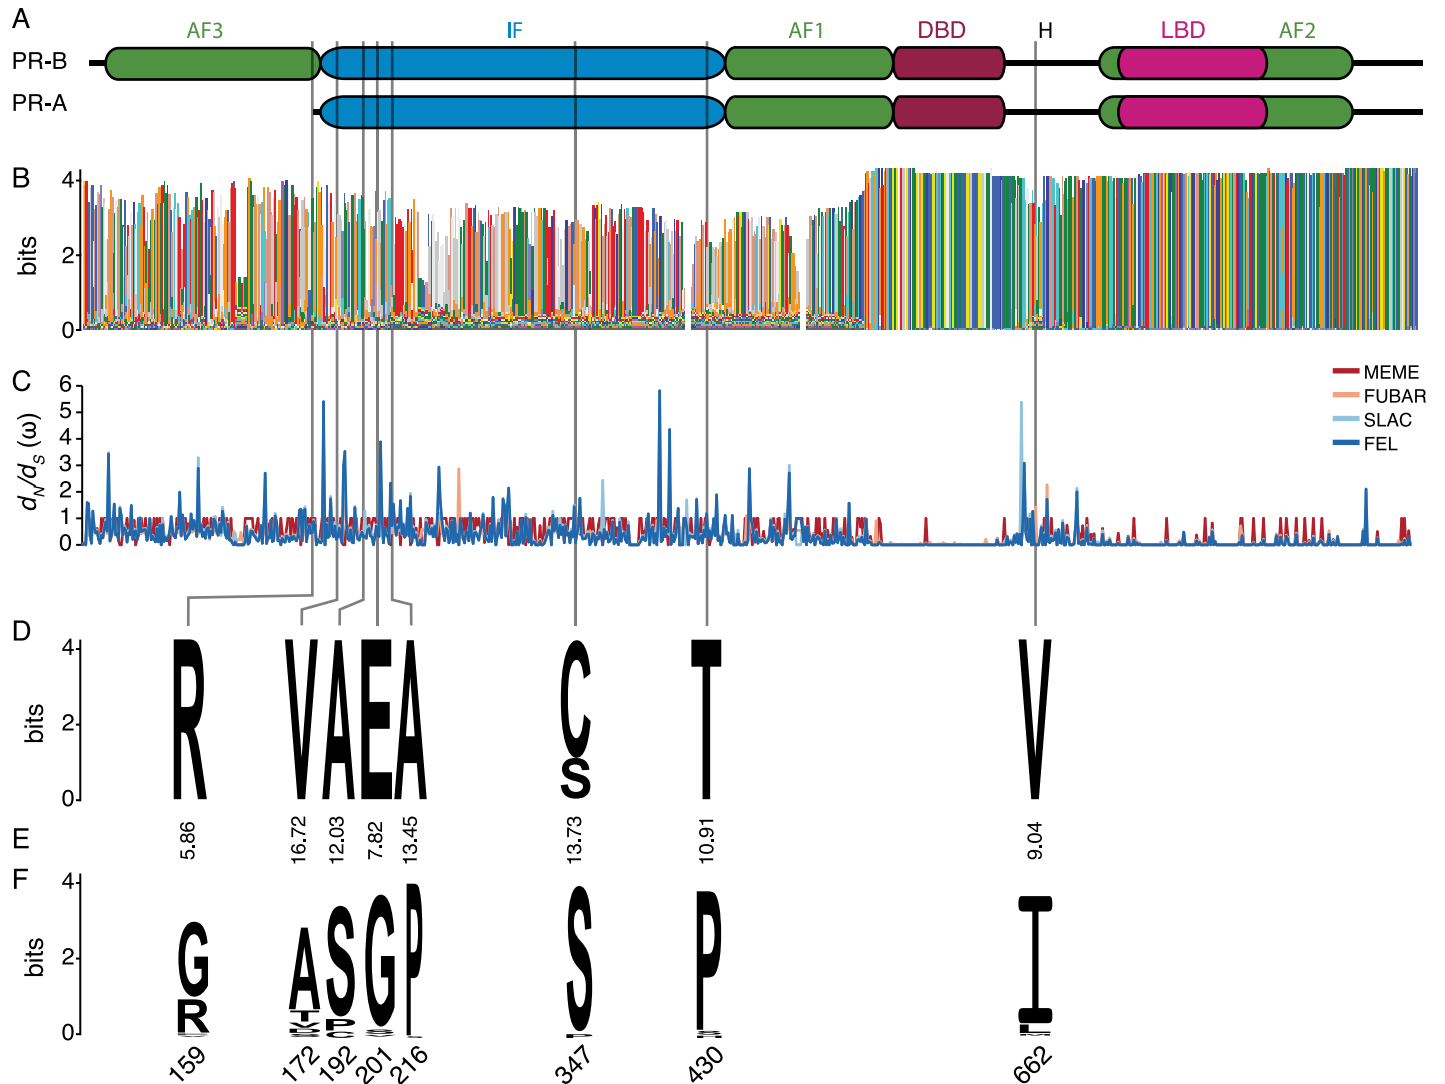 A
AF3 IF AF1 DBD H LBD AF2
PR-B
PR-A
B
bits
4
2
0
C
dN/dS (ω)
6
5
4
3
2
1
0
MEME
FUBAR
SLAC
FEL
D
bits
4
2
0
R V A E A C S T V
E
5.86 16.72 12.03 7.82 13.45 13.73 10.91 9.04
F
bits
4
2
0
G R A T S P C G P S P I L
159 172 192 201 216 347 430 662